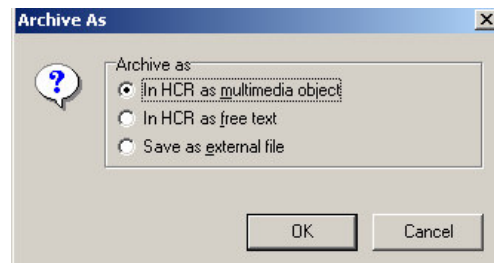 Archive As
Archive as
In HCR as multimedia object
In HCR as free text
Save as external file
OK
Cancel